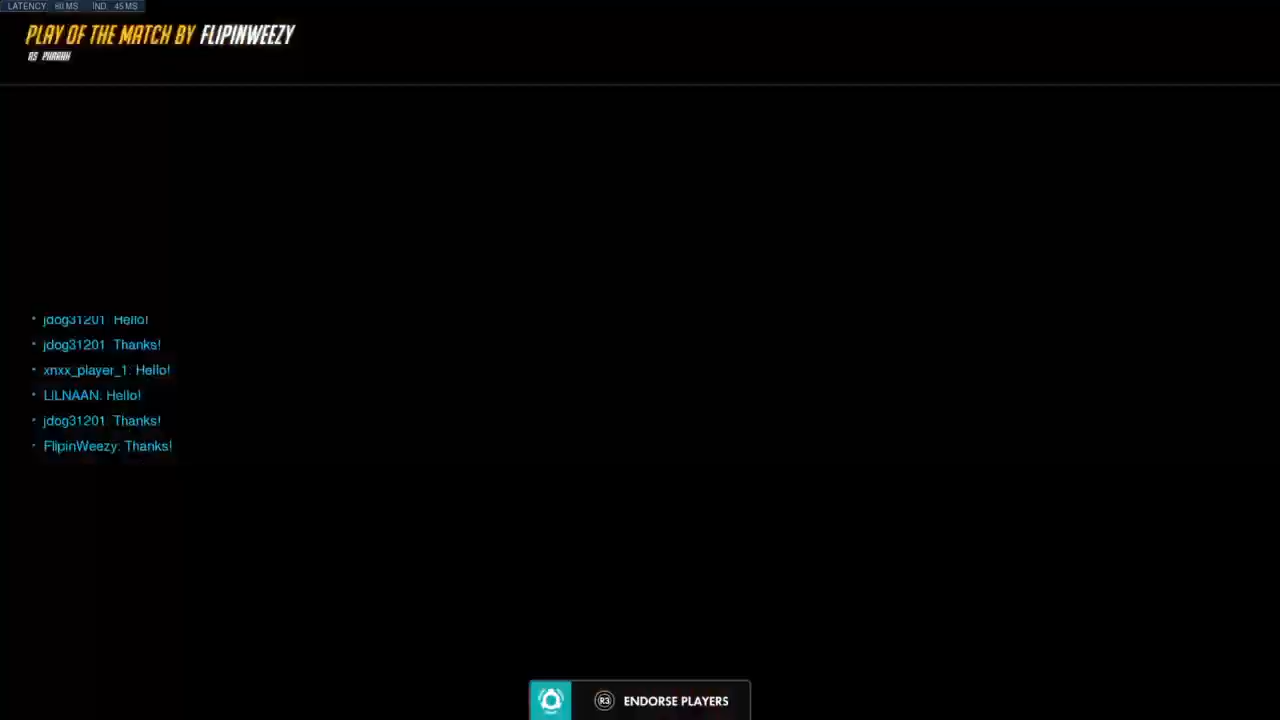 LATENCY: 80 MS IND: 45 MS
PLAY OF THE MATCH BY FLIPINWEEZY
AS PHARAH
jdog31201: Hello!
jdog31201: Thanks!
xnxx_player_1: Hello!
LILNAAN: Hello!
jdog31201: Thanks!
FlipinWeezy: Thanks!
R3 ENDORSE PLAYERS